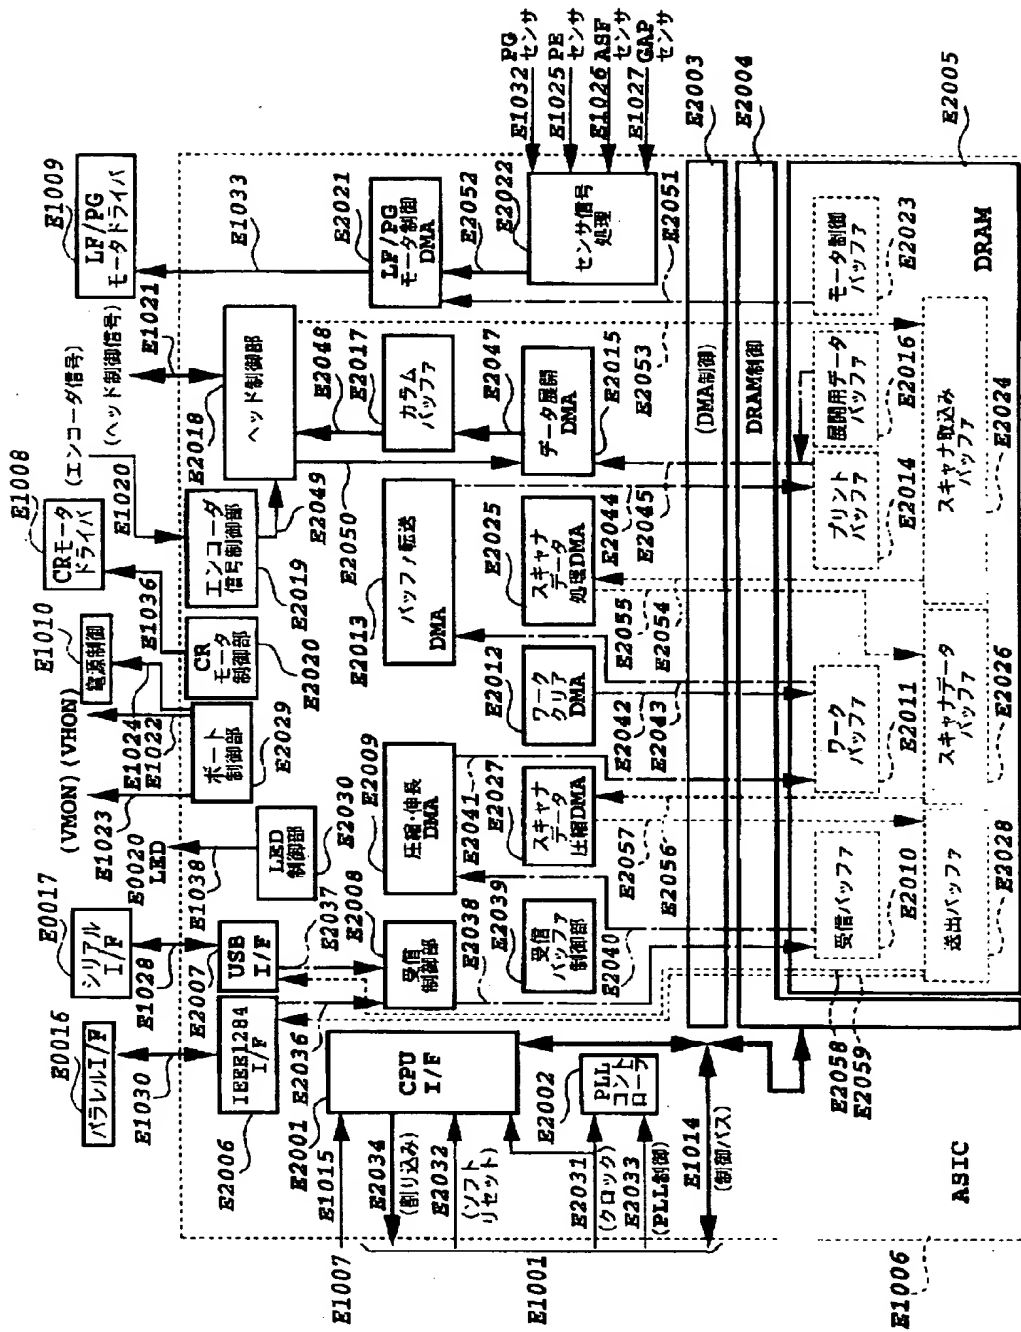 E0016
パラレルI/F
E1030
E0017
シリアル
I/F
E1028
E2007
E0020
LED
E1038
(VMON)
E1023
(VHON)
E1022
E1024
E1010
電源制御
E1036
E1008
CRモータ
ドライバ
(エンコーダ信号)
E1020
(ヘッド制御信号)
E1021
E1009
LF/PG
モータドライバ
E1033
E2006
IEEE1284
I/F
E2036
USB
I/F
E2037
LED
制御部
E2030
ポート
制御部
E2029
CR
モータ
制御部
E2020
エンコーダ
信号制御部
E2019
E2049
E2018
ヘッド制御部
E2050
E2048
E2021
LF/PG
モータ制御
DMA
E2052
E2022
センサ信号
処理
E1032
PG
センサ
E1025
PE
センサ
E1026
ASF
センサ
E1027
GAP
センサ
E1007
E1015
E2001
CPU
I/F
E2034
(割り込み)
E2032
(ソフト
リセット)
E1001
E2002
PLL
コント
ローラ
E2031
(クロック)
E2033
(PLL制御)
E1014
(制御バス)
E2008
受信
制御部
E2038
E2039
受信
バッファ
制御部
E2040
E2009
圧縮・伸長
DMA
E2041
E2027
スキャナ
データ
圧縮DMA
E2057
E2056
E2012
ワーク
クリア
DMA
E2042
E2043
E2013
バッファ転送
DMA
E2025
スキャナ
データ
処理DMA
E2055
E2054
E2044
E2045
E2017
カラム
バッファ
E2047
データ展開
DMA
E2015
E2053
E2051
(DMA制御)
E2003
DRAM制御
E2004
E2005
DRAM
E2058
E2059
受信バッファ
E2010
ワーク
バッファ
E2011
プリント
バッファ
E2014
展開用データ
バッファ
E2016
モータ制御
バッファ
E2023
送出バッファ
E2028
スキャナデータ
バッファ
E2026
スキャナ取込み
バッファ
E2024
ASIC
E1006